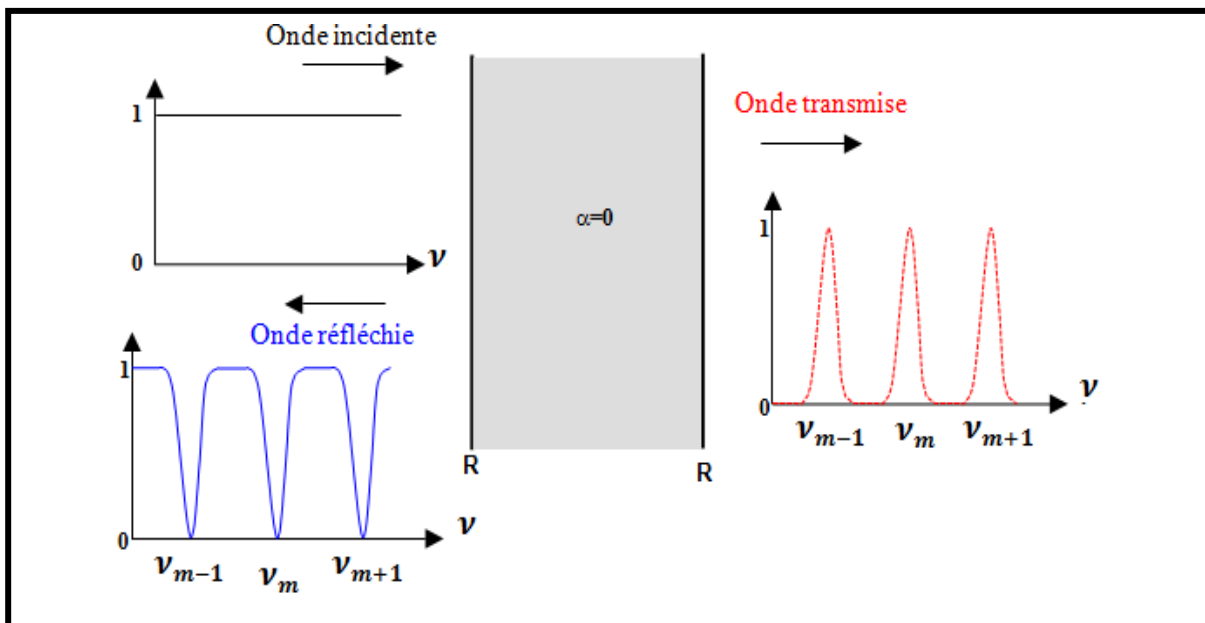 Onde incidente
1
0
ν
Onde réfléchie
1
0
ν
ν_{m−1} ν_m ν_{m+1}
α=0
R R
Onde transmise
1
0
ν
ν_{m−1} ν_m ν_{m+1}